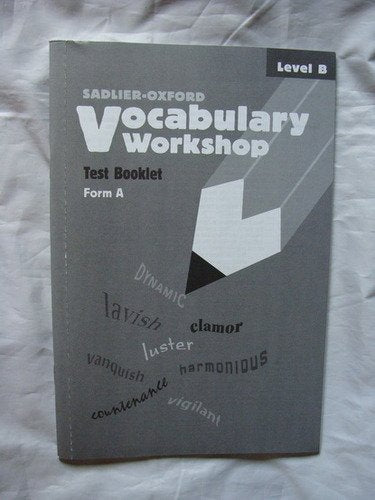 Level B
SADLIER-OXFORD
Vocabulary
Workshop
Test Booklet
Form A
DYNAMIC
lavish
clamor
luster
vanquish
harmonious
countenance
vigilant